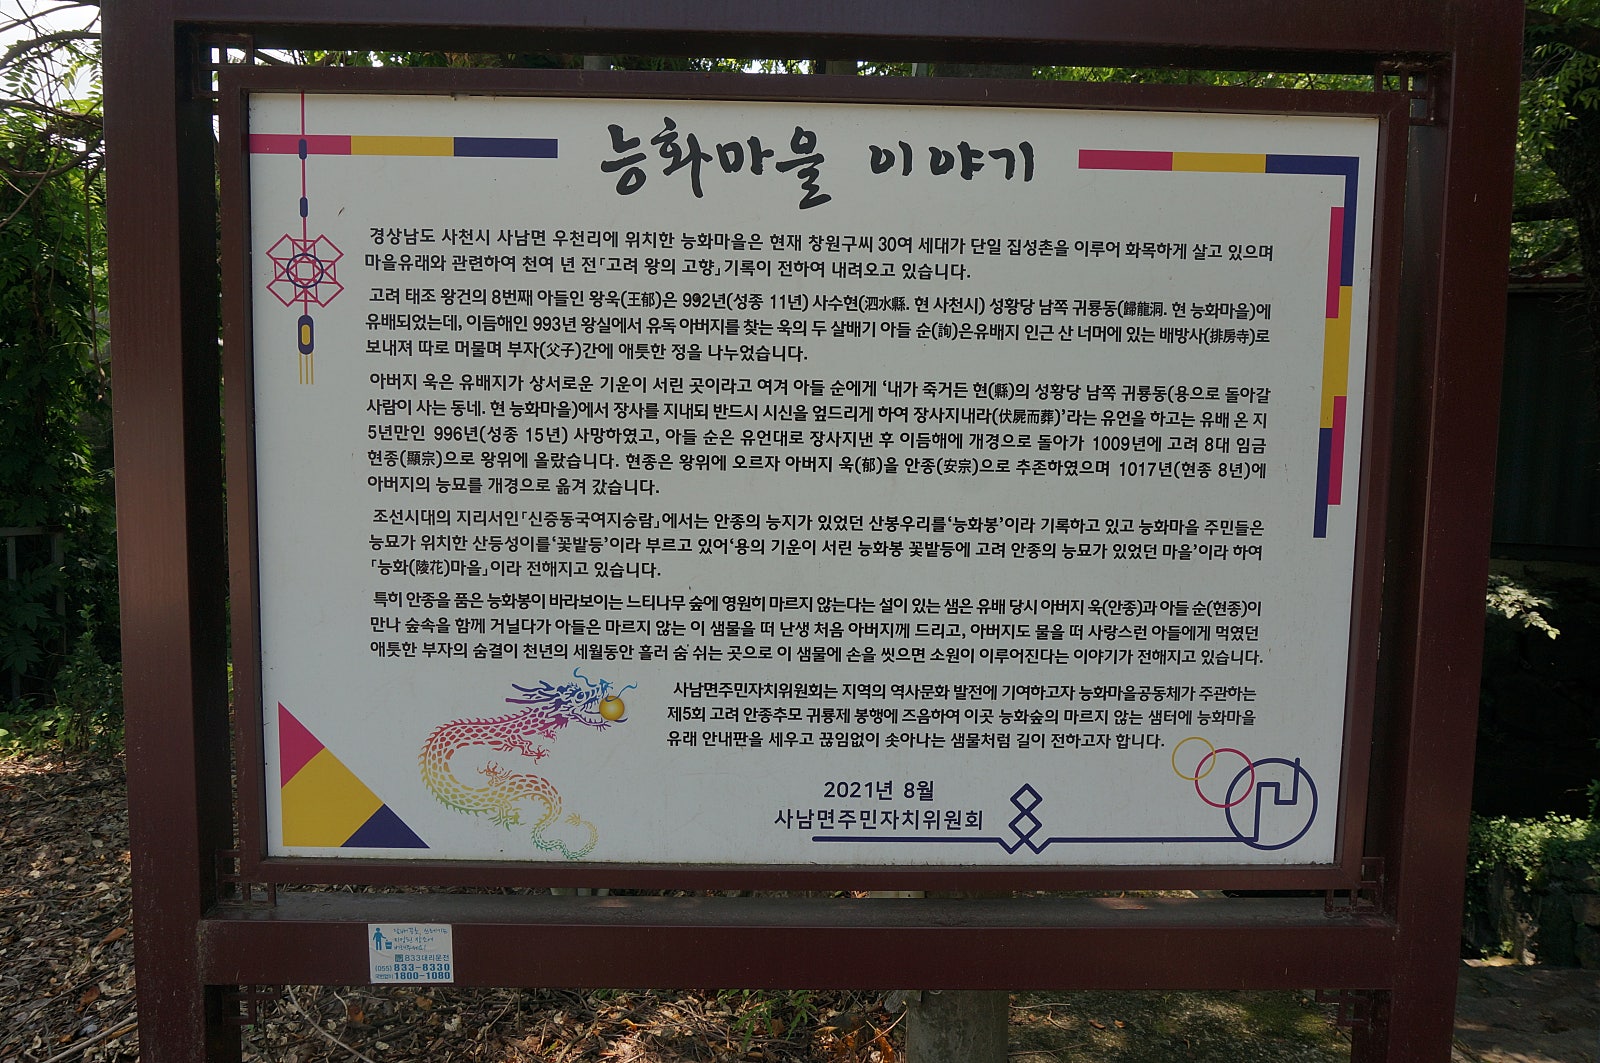 능화마을 이야기
경상남도 사천시 사남면 우천리에 위치한 능화마을은 현재 창원구씨 30여 세대가 단일 집성촌을 이루어 화목하게 살고 있으며
마을유래와 관련하여 천여 년 전「고려 왕의 고향」기록이 전하여 내려오고 있습니다.
고려 태조 왕건의 8번째 아들인 왕욱(王郁)은 992년(성종 11년) 사수현(泗水縣. 현 사천시) 성황당 남쪽 귀룡동(歸龍洞. 현 능화마을)에
유배되었는데, 이듬해인 993년 왕실에서 유독 아버지를 찾는 욱의 두 살배기 아들 순(詢)은유배지 인근 산 너머에 있는 배방사(排房寺)로
보내져 따로 머물며 부자(父子)간에 애틋한 정을 나누었습니다.
아버지 욱은 유배지가 상서로운 기운이 서린 곳이라고 여겨 아들 순에게 ‘내가 죽거든 현(縣)의 성황당 남쪽 귀룡동(용으로 돌아갈
사람이 사는 동네. 현 능화마을)에서 장사를 지내되 반드시 시신을 엎드리게 하여 장사지내라(伏屍而葬)’라는 유언을 하고는 유배 온 지
5년만인 996년(성종 15년) 사망하였고, 아들 순은 유언대로 장사지낸 후 이듬해에 개경으로 돌아가 1009년에 고려 8대 임금
현종(顯宗)으로 왕위에 올랐습니다. 현종은 왕위에 오르자 아버지 욱(郁)을 안종(安宗)으로 추존하였으며 1017년(현종 8년)에
아버지의 능묘를 개경으로 옮겨 갔습니다.
조선시대의 지리서인「신증동국여지승람」에서는 안종의 능지가 있었던 산봉우리를‘능화봉’이라 기록하고 있고 능화마을 주민들은
능묘가 위치한 산등성이를‘꽃밭등’이라 부르고 있어‘용의 기운이 서린 능화봉 꽃밭등에 고려 안종의 능묘가 있었던 마을’이라 하여
「능화(陵花)마을」이라 전해지고 있습니다.
특히 안종을 품은 능화봉이 바라보이는 느티나무 숲에 영원히 마르지 않는다는 설이 있는 샘은 유배 당시 아버지 욱(안종)과 아들 순(현종)이
만나 숲속을 함께 거닐다가 아들은 마르지 않는 이 샘물을 떠 난생 처음 아버지께 드리고, 아버지도 물을 떠 사랑스런 아들에게 먹였던
애틋한 부자의 숨결이 천년의 세월동안 흘러 숨 쉬는 곳으로 이 샘물에 손을 씻으면 소원이 이루어진다는 이야기가 전해지고 있습니다.
사남면주민자치위원회는 지역의 역사문화 발전에 기여하고자 능화마을공동체가 주관하는
제5회 고려 안종추모 귀룡제 봉행에 즈음하여 이곳 능화숲의 마르지 않는 샘터에 능화마을
유래 안내판을 세우고 끊임없이 솟아나는 샘물처럼 길이 전하고자 합니다.
2021년 8월
사남면주민자치위원회
담배꽁초, 쓰레기는
지정된 장소에
버려주세요!
833대리운전
(055) 833-8330
국번없이 1800-1080